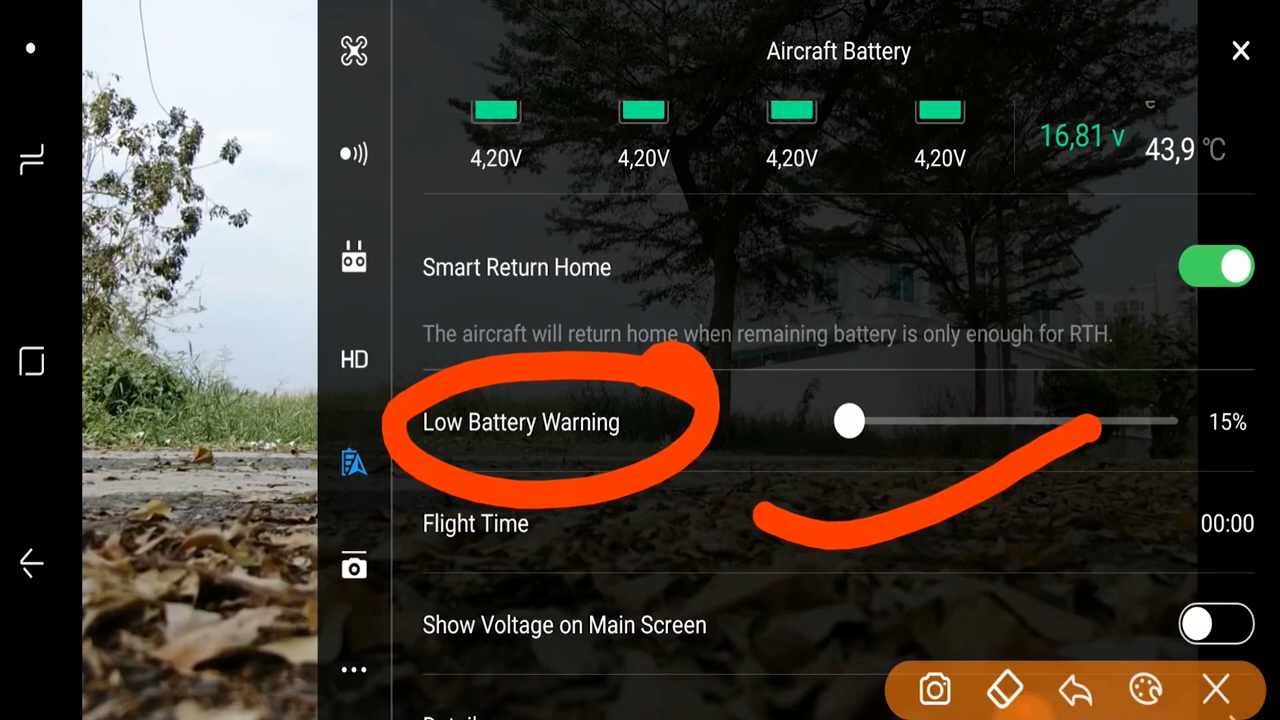 Aircraft Battery
4,20V 4,20V 4,20V 4,20V 16,81 v 43,9 °C
Smart Return Home
The aircraft will return home when remaining battery is only enough for RTH.
HD
Low Battery Warning 15%
Flight Time 00:00
Show Voltage on Main Screen